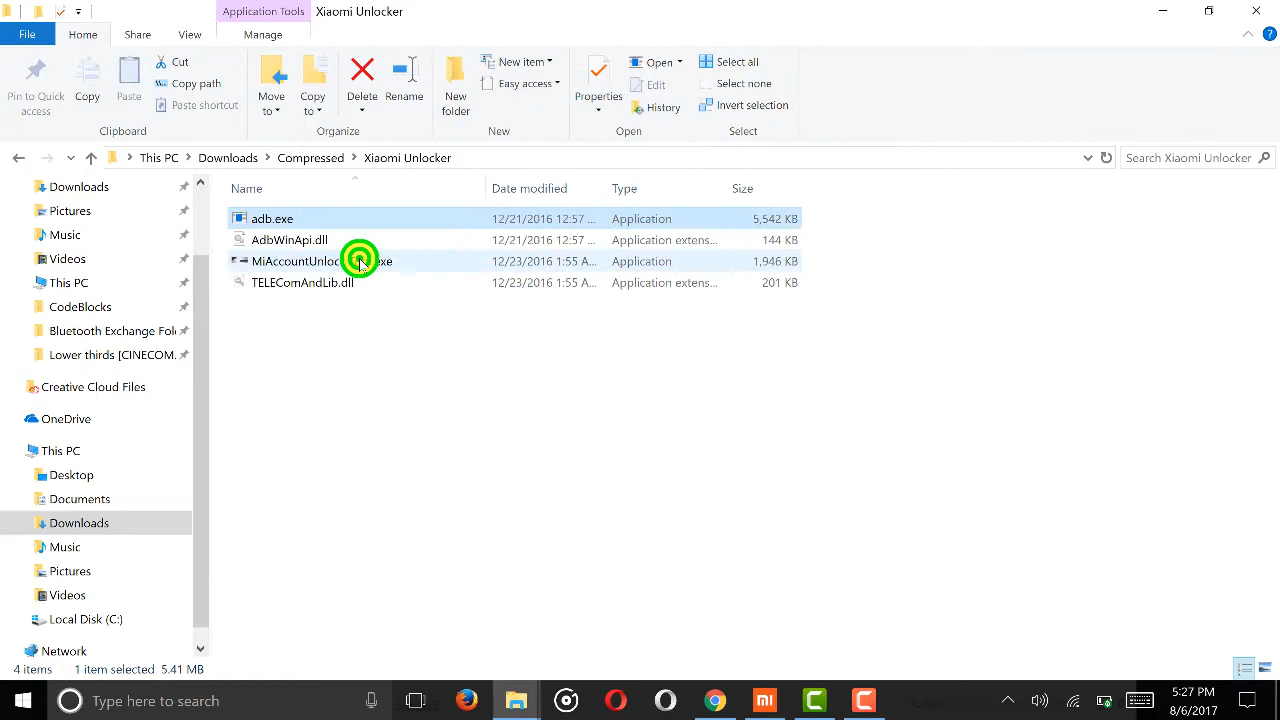 Application Tools Xiaomi Unlocker
File Home Share View Manage
Pin to Quick access
Copy
Paste
Cut
Copy path
Paste shortcut
Clipboard
Move to
Copy to
Delete
Rename
Organize
New folder
New item
Easy access
New
Properties
Open
Edit
History
Open
Select all
Select none
Invert selection
Select
This PC Downloads Compressed Xiaomi Unlocker Search Xiaomi Unlocker
Downloads
Pictures
Music
Videos
This PC
CodeBlocks
Bluetooth Exchange Fol
Lower thirds [CINECOM.
Creative Cloud Files
OneDrive
This PC
Desktop
Documents
Downloads
Music
Pictures
Videos
Local Disk (C:)
Network
Name Date modified Type Size
adb.exe 12/21/2016 12:57 ... Application 5,542 KB
AdbWinApi.dll 12/21/2016 12:57 ... Application extens... 144 KB
MiAccountUnloc xe 12/23/2016 1:55 A... Application 1,946 KB
TELEComAndLib.dll 12/23/2016 1:55 A... Application extens... 201 KB
4 items 1 item selected 5.41 MB
Type here to search
5:27 PM
8/6/2017